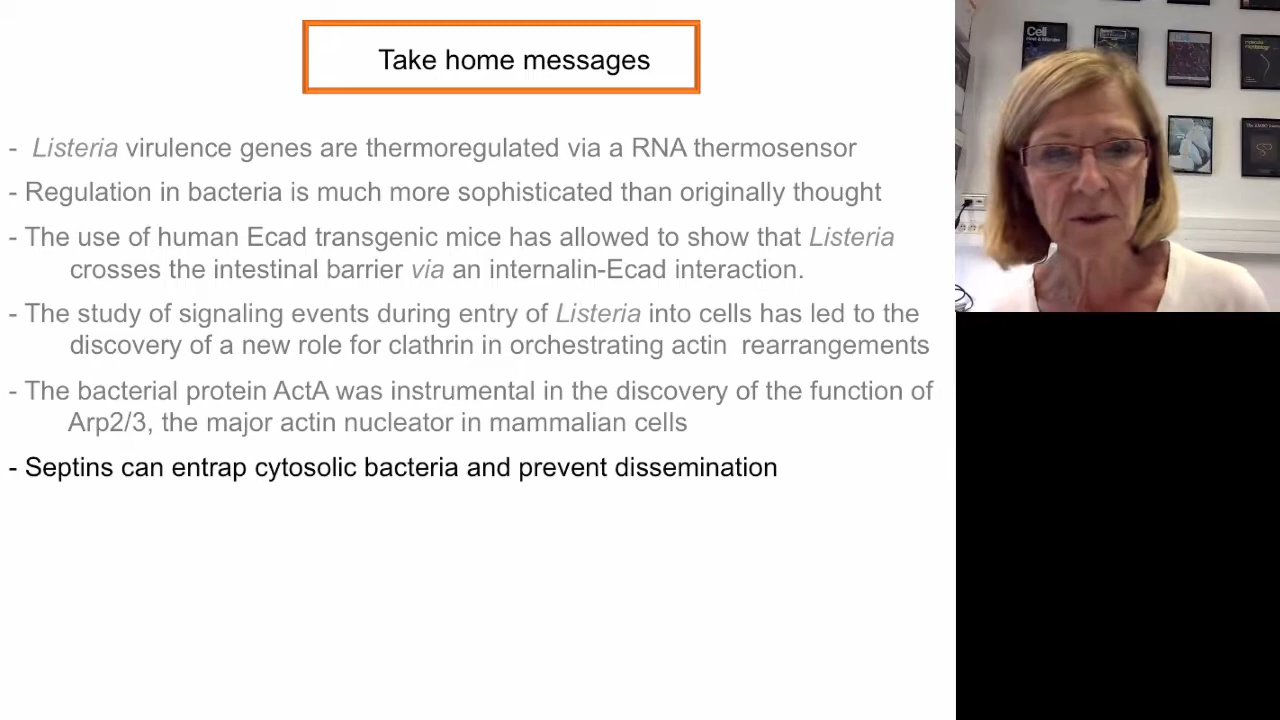 Take home messages
- Listeria virulence genes are thermoregulated via a RNA thermosensor
- Regulation in bacteria is much more sophisticated than originally thought
- The use of human Ecad transgenic mice has allowed to show that Listeria
crosses the intestinal barrier via an internalin-Ecad interaction.
- The study of signaling events during entry of Listeria into cells has led to the
discovery of a new role for clathrin in orchestrating actin rearrangements
- The bacterial protein ActA was instrumental in the discovery of the function of
Arp2/3, the major actin nucleator in mammalian cells
- Septins can entrap cytosolic bacteria and prevent dissemination
Cell